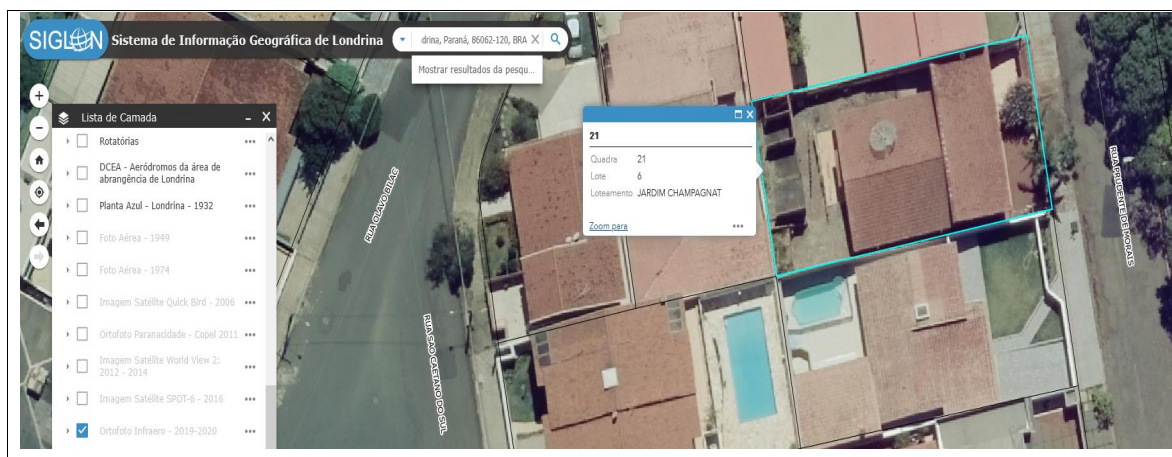 SIGLON Sistema de Informação Geográfica de Londrina
drina, Paraná, 86062-120, BRA X
Mostrar resultados da pesqu...
Lista de Camada
Rotatórias
DCEA - Aeródromos da área de
abrangência de Londrina
Planta Azul - Londrina - 1932
Foto Aérea - 1949
Foto Aérea - 1974
Imagem Satélite Quick Bird - 2006
Ortofoto Paranacidade - Copel 2011
Imagem Satélite World View 2:
2012 - 2014
Imagem Satélite SPOT-6 - 2016
Ortofoto Infraero - 2019-2020
21
Quadra 21
Lote 6
Loteamento JARDIM CHAMPAGNAT
Zoom para
RUA OLAVO BILAC
RUA SAO CAETANO DO SUL
RUA PRUDENTE DE MORAIS